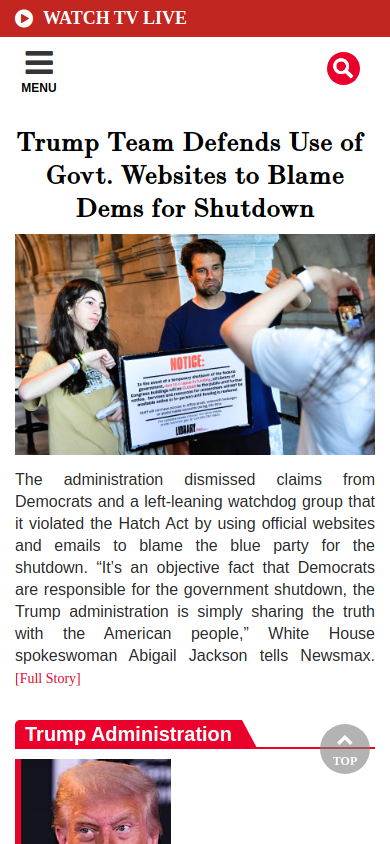 WATCH TV LIVE
MENU
Trump Team Defends Use of
Govt. Websites to Blame
Dems for Shutdown
NOTICE:
LIBRARY
The administration dismissed claims from
Democrats and a left-leaning watchdog group that
it violated the Hatch Act by using official websites
and emails to blame the blue party for the
shutdown. “It’s an objective fact that Democrats
are responsible for the government shutdown, the
Trump administration is simply sharing the truth
with the American people,” White House
spokeswoman Abigail Jackson tells Newsmax.
[Full Story]
Trump Administration
TOP